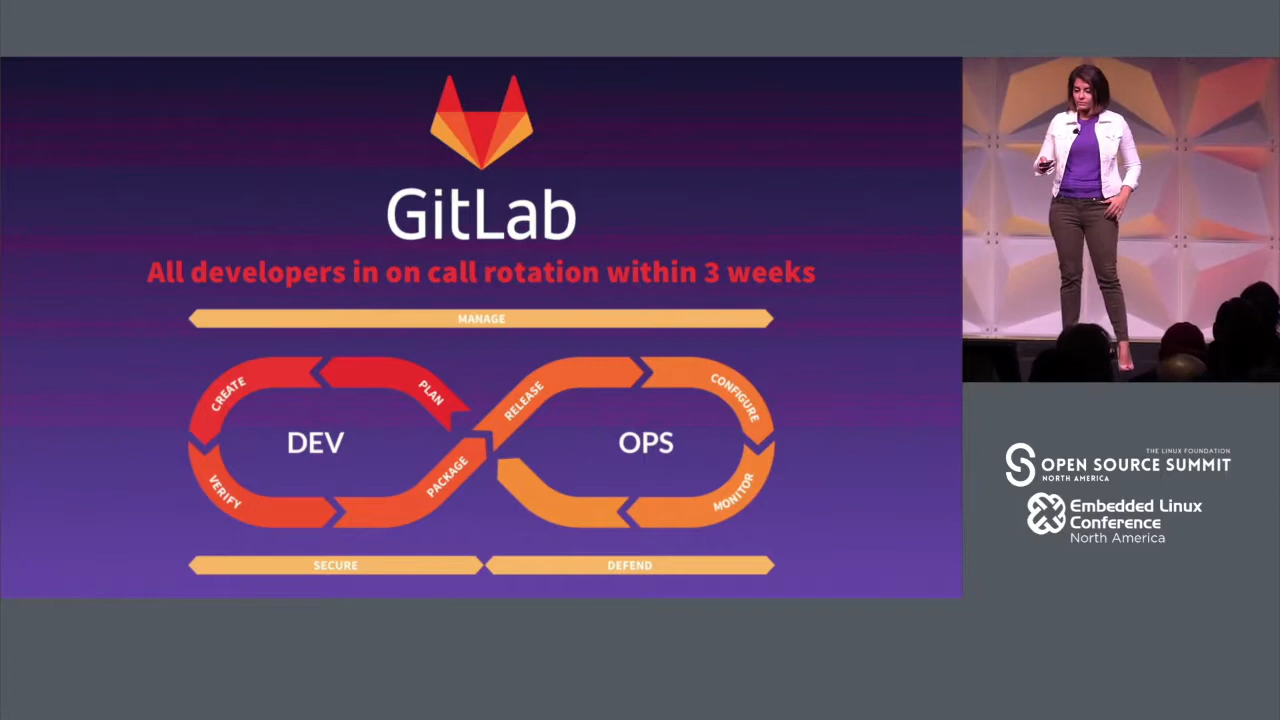 GitLab
All developers in on call rotation within 3 weeks
MANAGE
CREATE
PLAN
RELEASE
CONFIGURE
DEV
OPS
VERIFY
PACKAGE
MONITOR
SECURE
DEFEND
THE LINUX FOUNDATION
OPEN SOURCE SUMMIT
NORTH AMERICA
Embedded Linux
Conference
North America